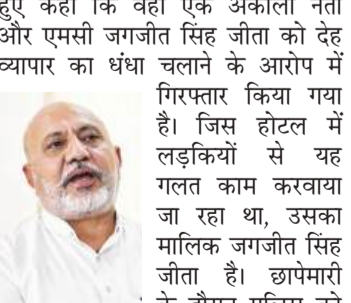 हुए कहा कि वहां एक अकाली नेता
और एमसी जगजीत सिंह जीता को देह
व्यापार का धंधा चलाने के आरोप में
गिरफ्तार किया गया
है। जिस होटल में
लड़कियों से यह
गलत काम करवाया
जा रहा था, उसका
मालिक जगजीत सिंह
जीता है। छापेमारी
के दौरान पुलिस